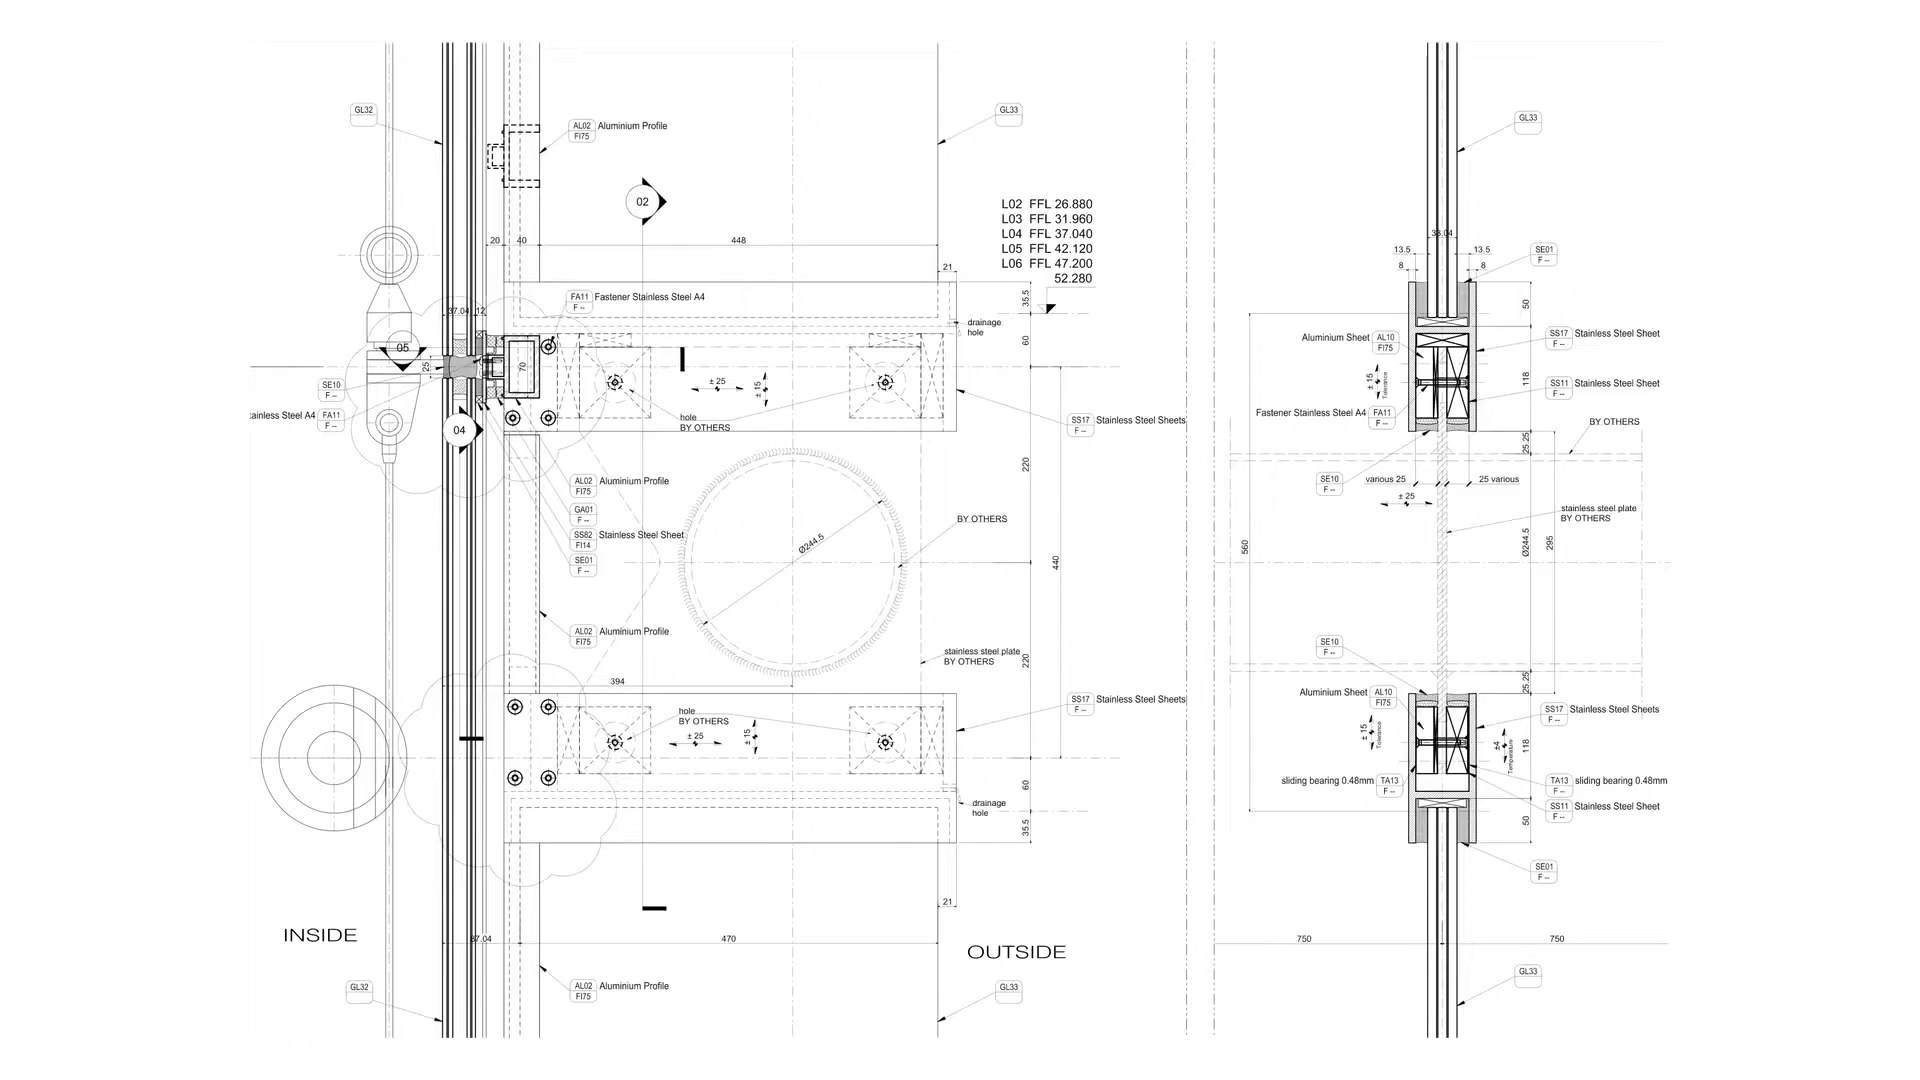 GL32
AL02 Aluminium Profile
FI75
GL33
02
L02 FFL 26.880
L03 FFL 31.960
L04 FFL 37.040
L05 FFL 42.120
L06 FFL 47.200
52.280
20
40
448
21
37.04
12
FA11 Fastener Stainless Steel A4
F --
35.5
60
drainage
hole
05
25
70
± 25
± 15
SE10
F --
ainless Steel A4 FA11
F --
04
hole
BY OTHERS
SS17 Stainless Steel Sheets
F --
220
AL02 Aluminium Profile
FI75
GA01
F --
SS82 Stainless Steel Sheet
FI14
SE01
F --
Ø244.5
BY OTHERS
440
AL02 Aluminium Profile
FI75
stainless steel plate
BY OTHERS
220
394
hole
BY OTHERS
± 25
± 15
SS17 Stainless Steel Sheets
F --
60
drainage
hole
35.5
21
INSIDE
87.04
470
OUTSIDE
GL32
AL02 Aluminium Profile
FI75
GL33
GL33
33.04
13.5
13.5
8
8
SE01
F --
50
Aluminium Sheet AL10
FI75
SS17 Stainless Steel Sheet
F --
± 15
Tolerance
118
SS11 Stainless Steel Sheet
F --
Fastener Stainless Steel A4 FA11
F --
BY OTHERS
25.25
SE10
F --
various 25
25 various
± 25
stainless steel plate
BY OTHERS
560
Ø244.5
295
SE10
F --
25.25
Aluminium Sheet AL10
FI75
SS17 Stainless Steel Sheets
F --
± 15
Tolerance
±4
Temperature
118
sliding bearing 0.48mm TA13
F --
TA13 sliding bearing 0.48mm
F --
SS11 Stainless Steel Sheet
F --
50
SE01
F --
750
750
GL33